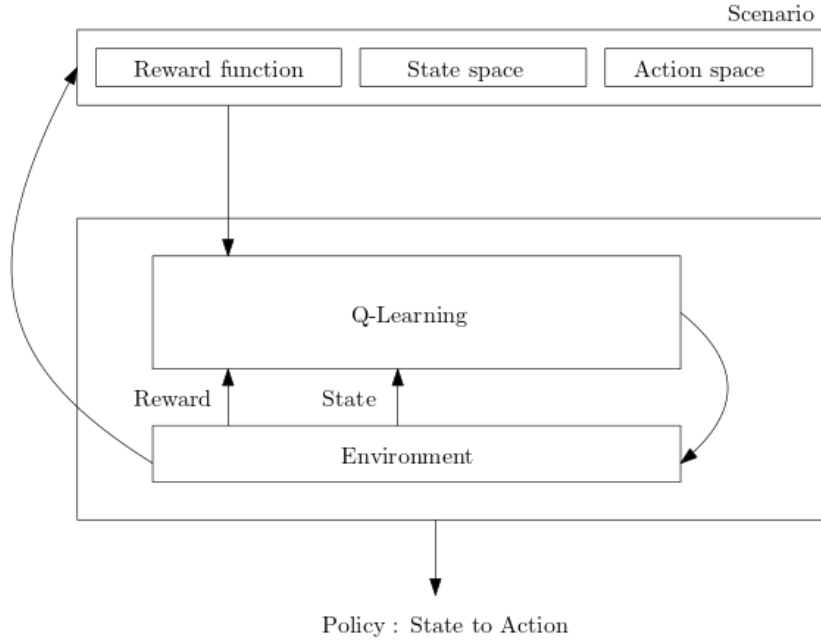 Scenario
Reward function
State space
Action space
Q-Learning
Reward
State
Environment
Policy : State to Action